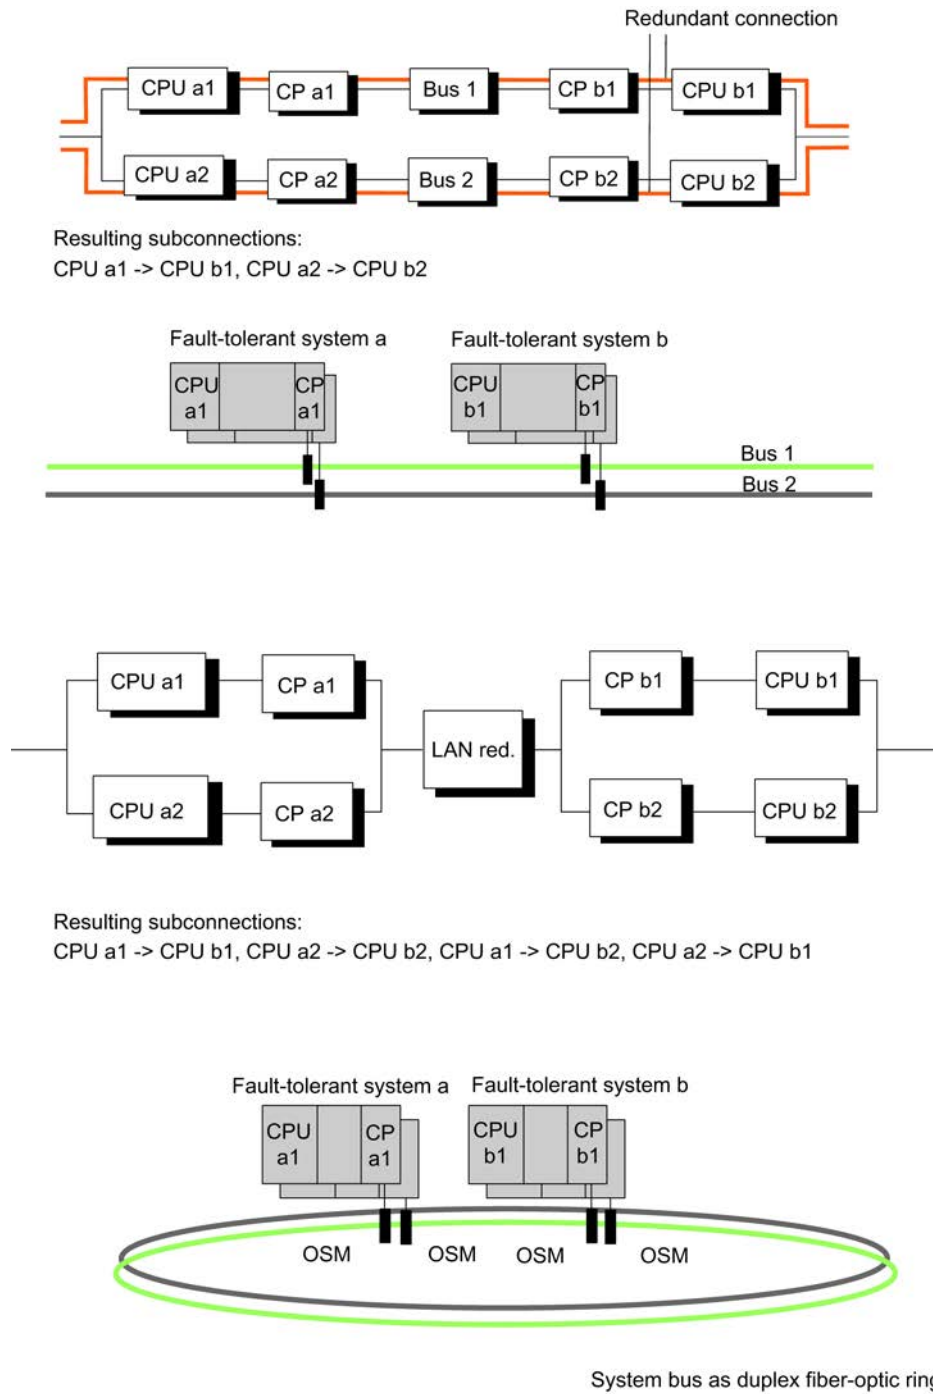 Redundant connection
CPU a1 CP a1 Bus 1 CP b1 CPU b1
CPU a2 CP a2 Bus 2 CP b2 CPU b2
Resulting subconnections:
CPU a1 -> CPU b1, CPU a2 -> CPU b2
Fault-tolerant system a Fault-tolerant system b
CPU a1
CP a1
CPU b1
CP b1
Bus 1
Bus 2
CPU a1 CP a1 CP b1 CPU b1
LAN red.
CPU a2 CP a2 CP b2 CPU b2
Resulting subconnections:
CPU a1 -> CPU b1, CPU a2 -> CPU b2, CPU a1 -> CPU b2, CPU a2 -> CPU b1
Fault-tolerant system a Fault-tolerant system b
CPU a1
CP a1
CPU b1
CP b1
OSM OSM OSM OSM
System bus as duplex fiber-optic ring